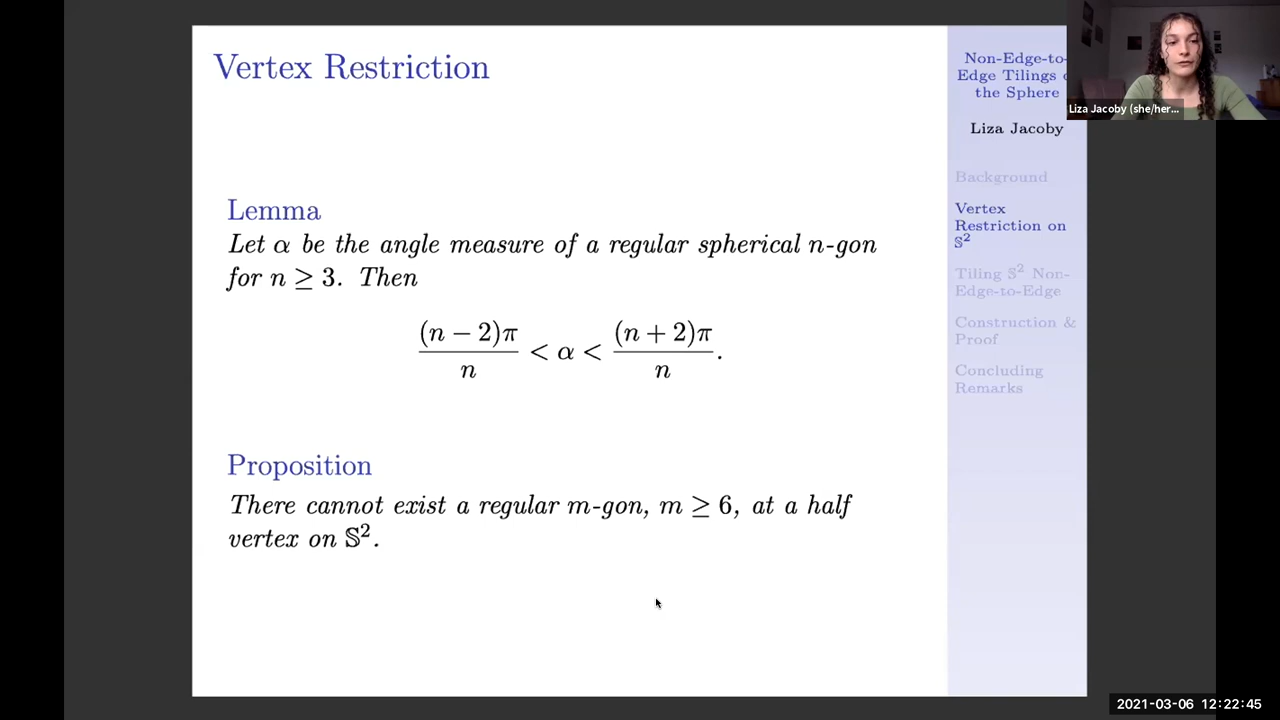 Vertex Restriction
Lemma
Let α be the angle measure of a regular spherical n-gon
for n ≥ 3. Then
(n − 2)π / n < α < (n + 2)π / n.
Proposition
There cannot exist a regular m-gon, m ≥ 6, at a half
vertex on 𝕊².
Non-Edge-to-
Edge Tilings
the Sphere
Liza Jacoby
Background
Vertex
Restriction on
𝕊²
Tiling 𝕊² Non-
Edge-to-Edge
Construction &
Proof
Concluding
Remarks
Liza Jacoby (she/her...
2021-03-06 12:22:45